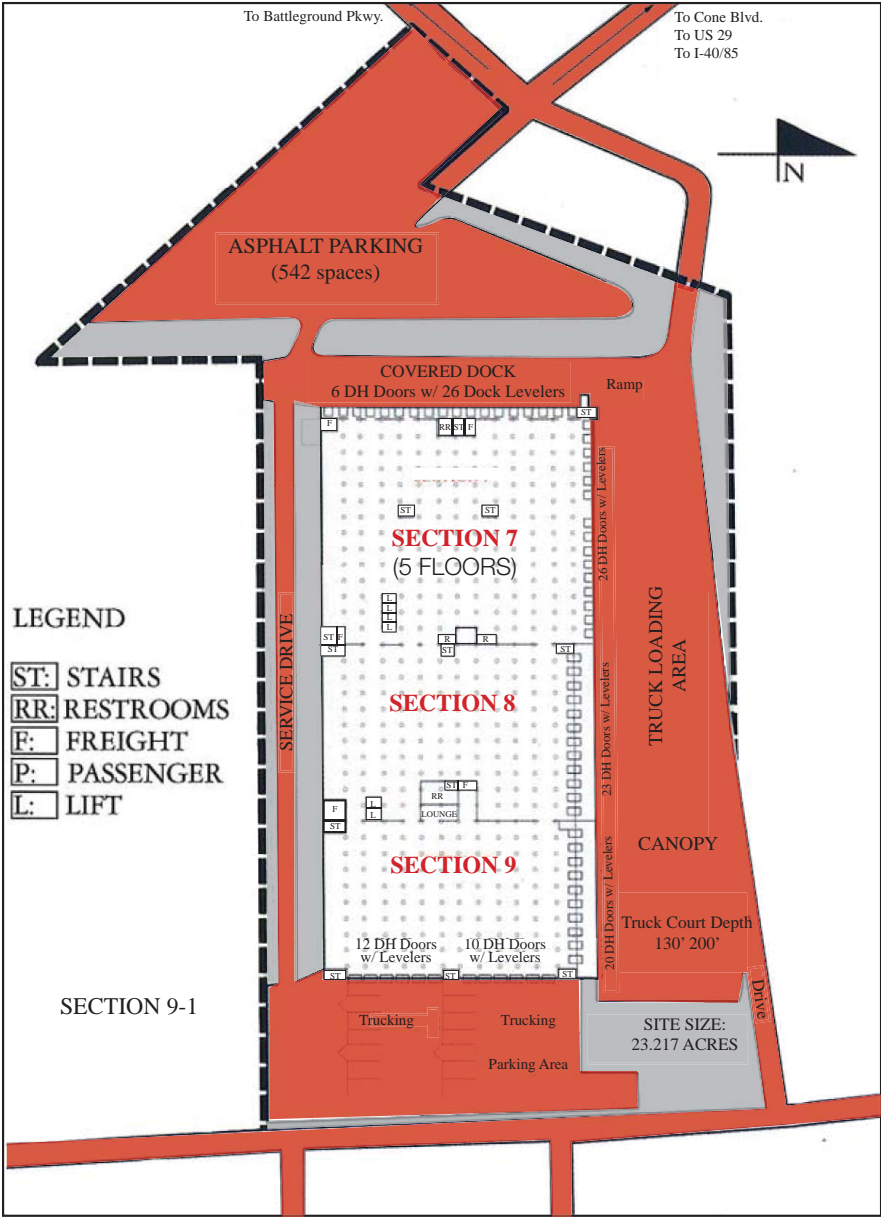 To Battleground Pkwy.
To Cone Blvd.
To US 29
To I-40/85
N
ASPHALT PARKING
(542 spaces)
COVERED DOCK
6 DH Doors w/ 26 Dock Levelers
Ramp
ST
F
RR ST F
ST
ST
SECTION 7
(5 FLOORS)
26 DH Doors w/ Levelers
L
L
L
L
ST F
ST
R
R
ST
ST
LEGEND
ST: STAIRS
RR: RESTROOMS
F: FREIGHT
P: PASSENGER
L: LIFT
SERVICE DRIVE
SECTION 8
23 DH Doors w/ Levelers
TRUCK LOADING
AREA
ST F
RR
LOUNGE
F
ST
L
L
CANOPY
SECTION 9
20 DH Doors w/ Levelers
Truck Court Depth
130' 200'
12 DH Doors
w/ Levelers
10 DH Doors
w/ Levelers
ST
ST
ST
Drive
SECTION 9-1
Trucking
Trucking
Parking Area
SITE SIZE:
23.217 ACRES